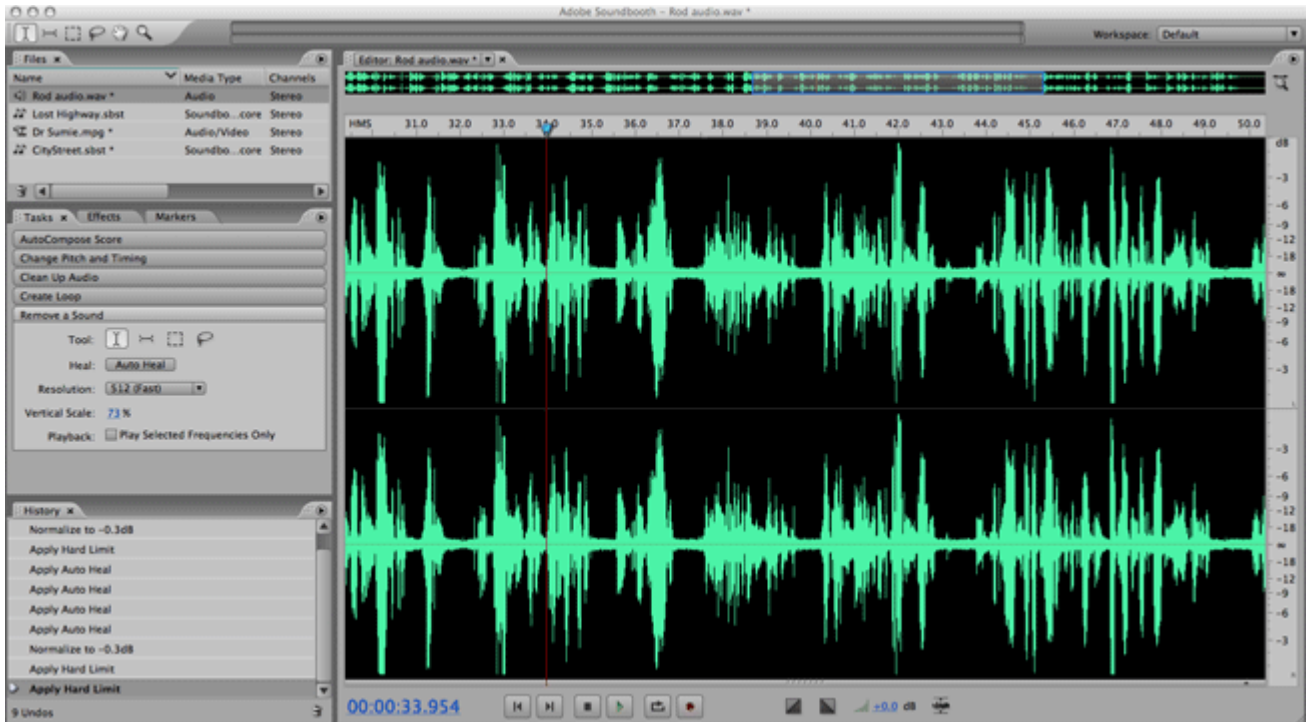 Adobe Soundbooth – Rod audio.wav *
Workspace: Default
Files ×
Name Media Type Channels
Rod audio.wav * Audio Stereo
Lost Highway.sbst Soundbo...core Stereo
Dr Sumie.mpg * Audio/Video Stereo
CityStreet.sbst * Soundbo...core Stereo
Tasks × Effects Markers
AutoCompose Score
Change Pitch and Timing
Clean Up Audio
Create Loop
Remove a Sound
Tool:
Heal: Auto Heal
Resolution: 512 (Fast)
Vertical Scale: 73 %
Playback: Play Selected Frequencies Only
History ×
Normalize to -0.3dB
Apply Hard Limit
Apply Auto Heal
Apply Auto Heal
Apply Auto Heal
Apply Auto Heal
Normalize to -0.3dB
Apply Hard Limit
Apply Hard Limit
9 Undos
Editor: Rod audio.wav * ×
HMS 31.0 32.0 33.0 34.0 35.0 36.0 37.0 38.0 39.0 40.0 41.0 42.0 43.0 44.0 45.0 46.0 47.0 48.0 49.0 50.0
dB
-3
-6
-9
-12
-18
∞
-18
-12
-9
-6
-3
-3
-6
-9
-12
-18
∞
-18
-12
-9
-6
-3
00:00:33.954 +0.0 dB